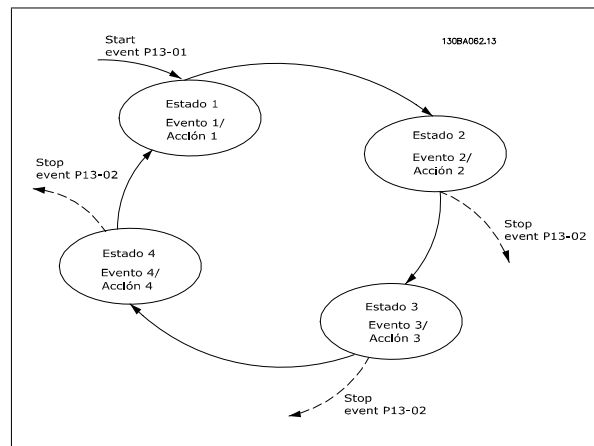 Start
event P13-01
130BA062.13
Estado 1
Evento 1/
Acción 1
Estado 2
Evento 2/
Acción 2
Stop
event P13-02
Stop
event P13-02
Estado 4
Evento 4/
Acción 4
Estado 3
Evento 3/
Acción 3
Stop
event P13-02